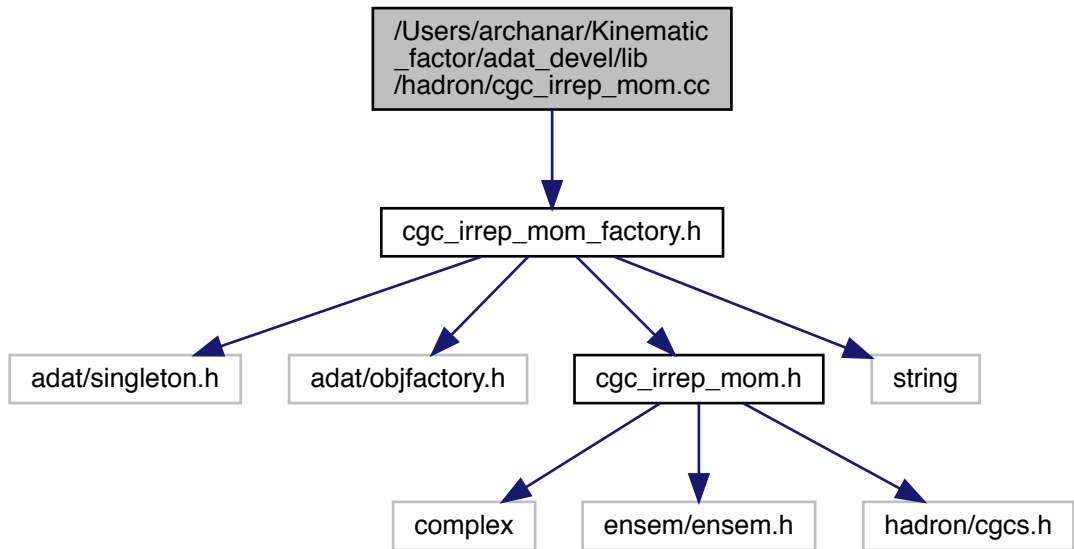 /Users/archanar/Kinematic
_factor/adat_devel/lib
/hadron/cgc_irrep_mom.cc
cgc_irrep_mom_factory.h
adat/singleton.h
adat/objfactory.h
cgc_irrep_mom.h
string
complex
ensem/ensem.h
hadron/cgcs.h